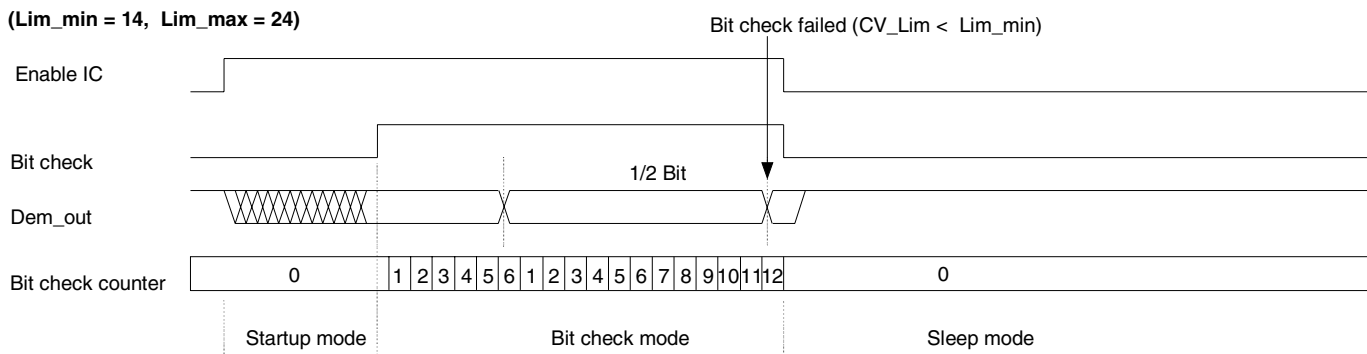 (Lim_min = 14, Lim_max = 24)
Bit check failed (CV_Lim < Lim_min)
Enable IC
Bit check
1/2 Bit
Dem_out
Bit check counter 0 1 2 3 4 5 6 1 2 3 4 5 6 7 8 9 10 11 12 0
Startup mode Bit check mode Sleep mode